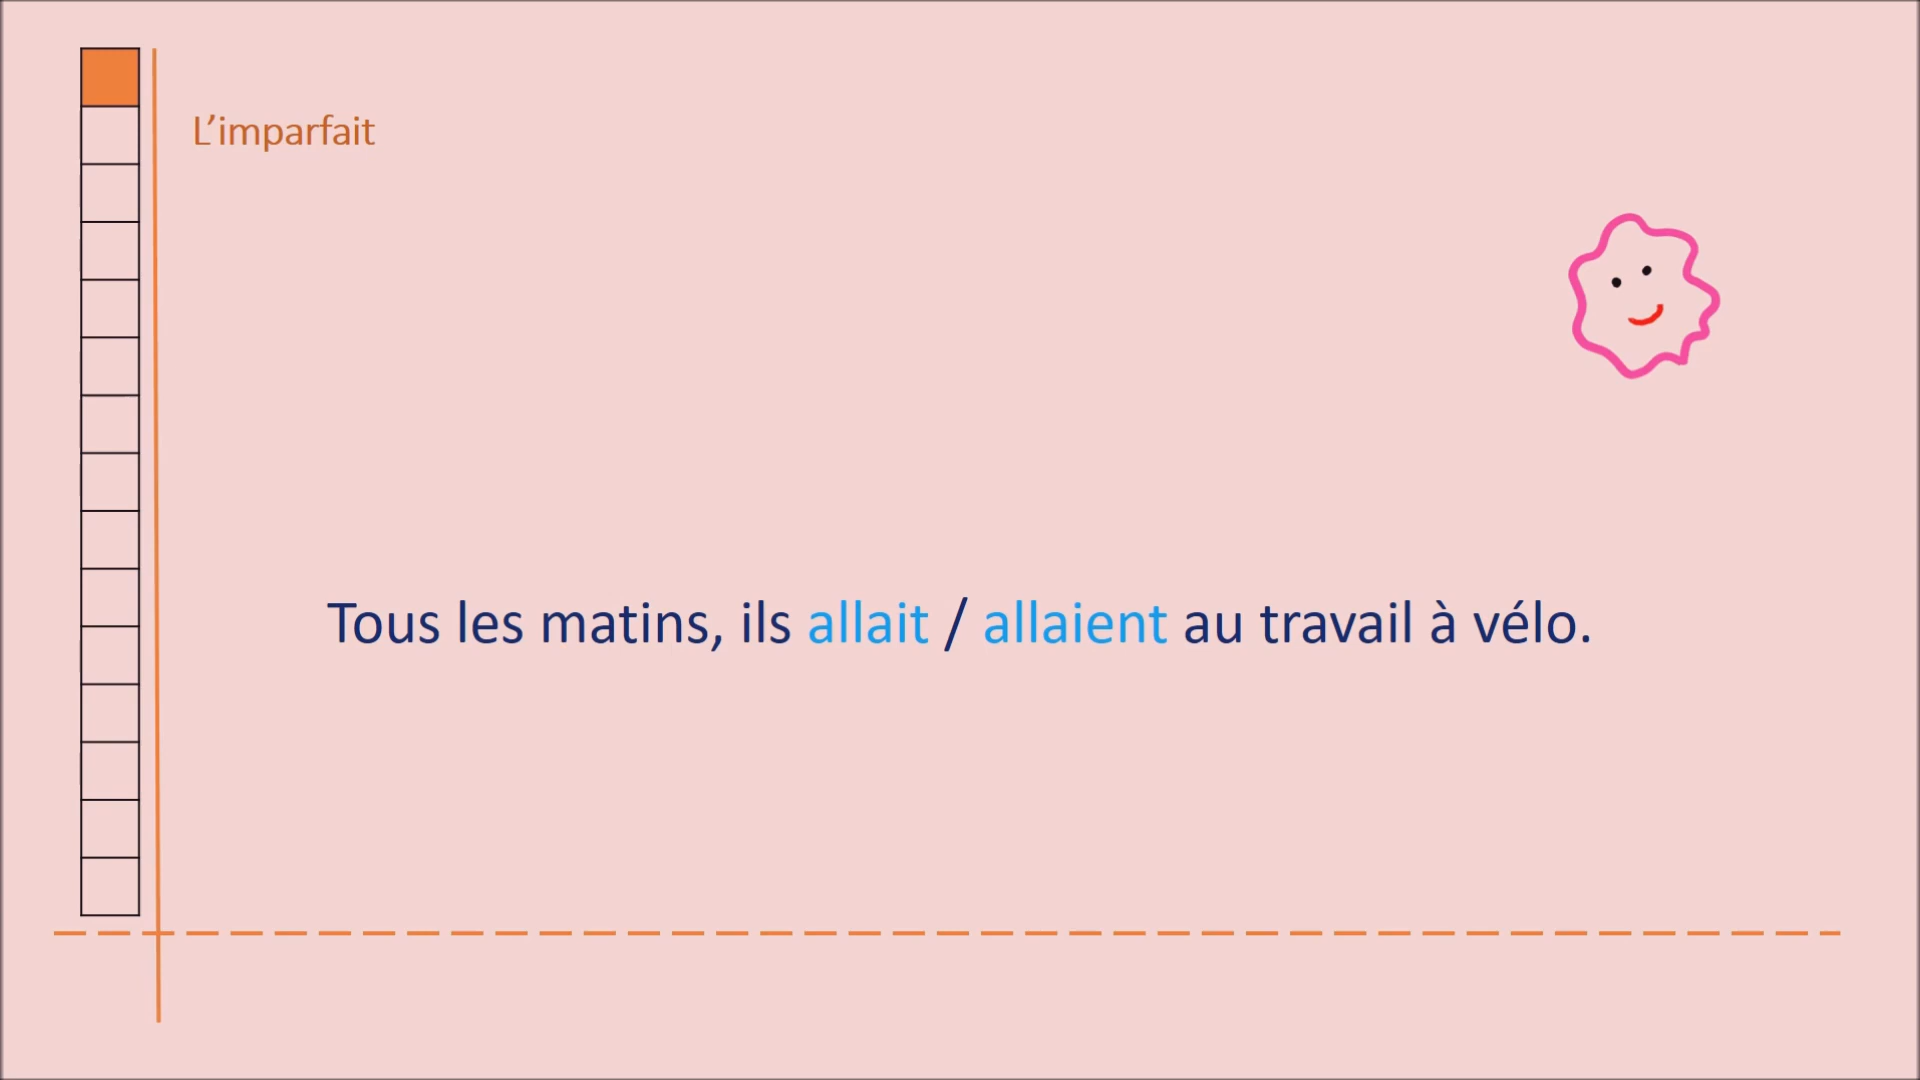 L’imparfait
Tous les matins, ils allait / allaient au travail à vélo.